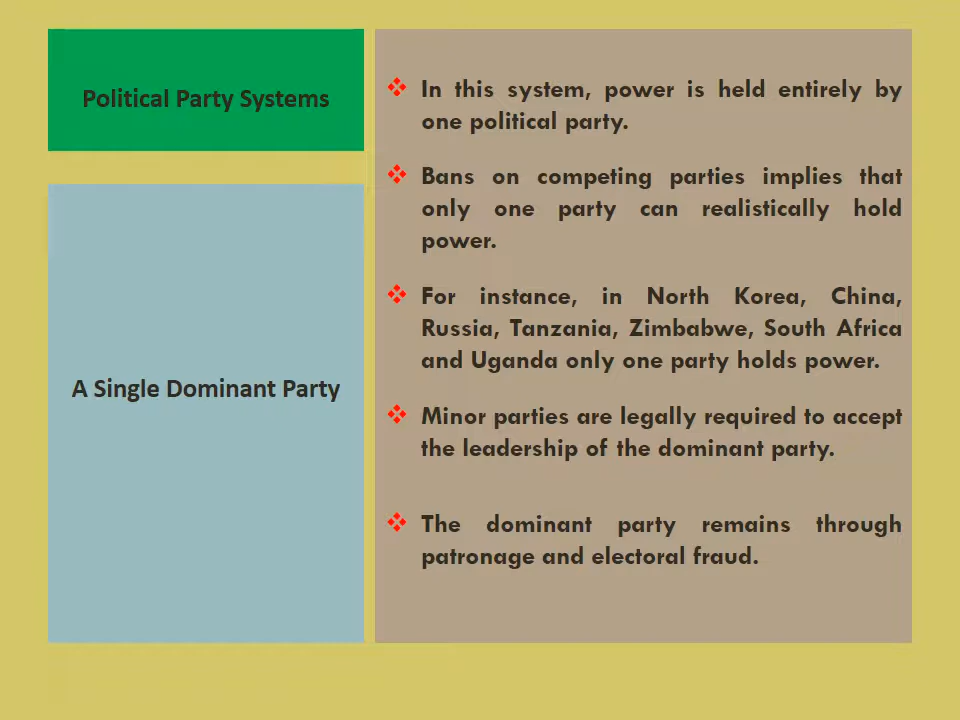 Political Party Systems
A Single Dominant Party
In this system, power is held entirely by
one political party.
Bans on competing parties implies that
only one party can realistically hold
power.
For instance, in North Korea, China,
Russia, Tanzania, Zimbabwe, South Africa
and Uganda only one party holds power.
Minor parties are legally required to accept
the leadership of the dominant party.
The dominant party remains through
patronage and electoral fraud.